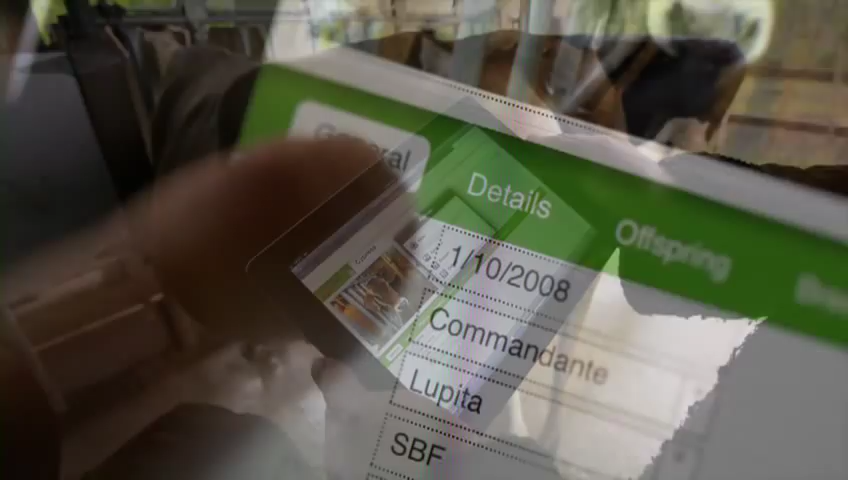 General
Details
Offspring
1/10/2008
Commandante
Lupita
SBF